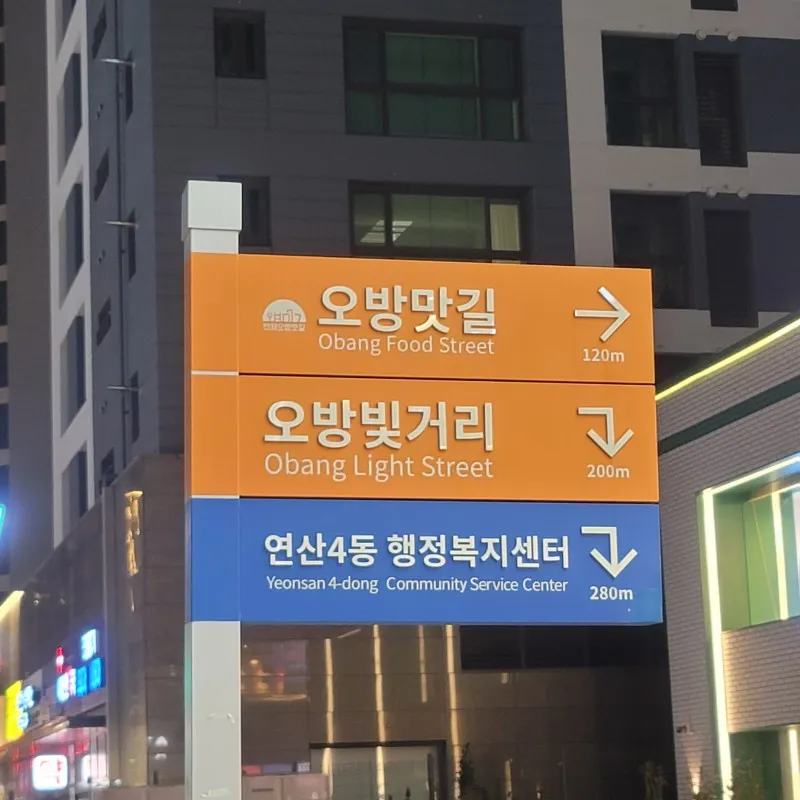 오방맛길
Obang Food Street
120m
오방빛거리
Obang Light Street
200m
연산4동 행정복지센터
Yeonsan 4-dong Community Service Center
280m